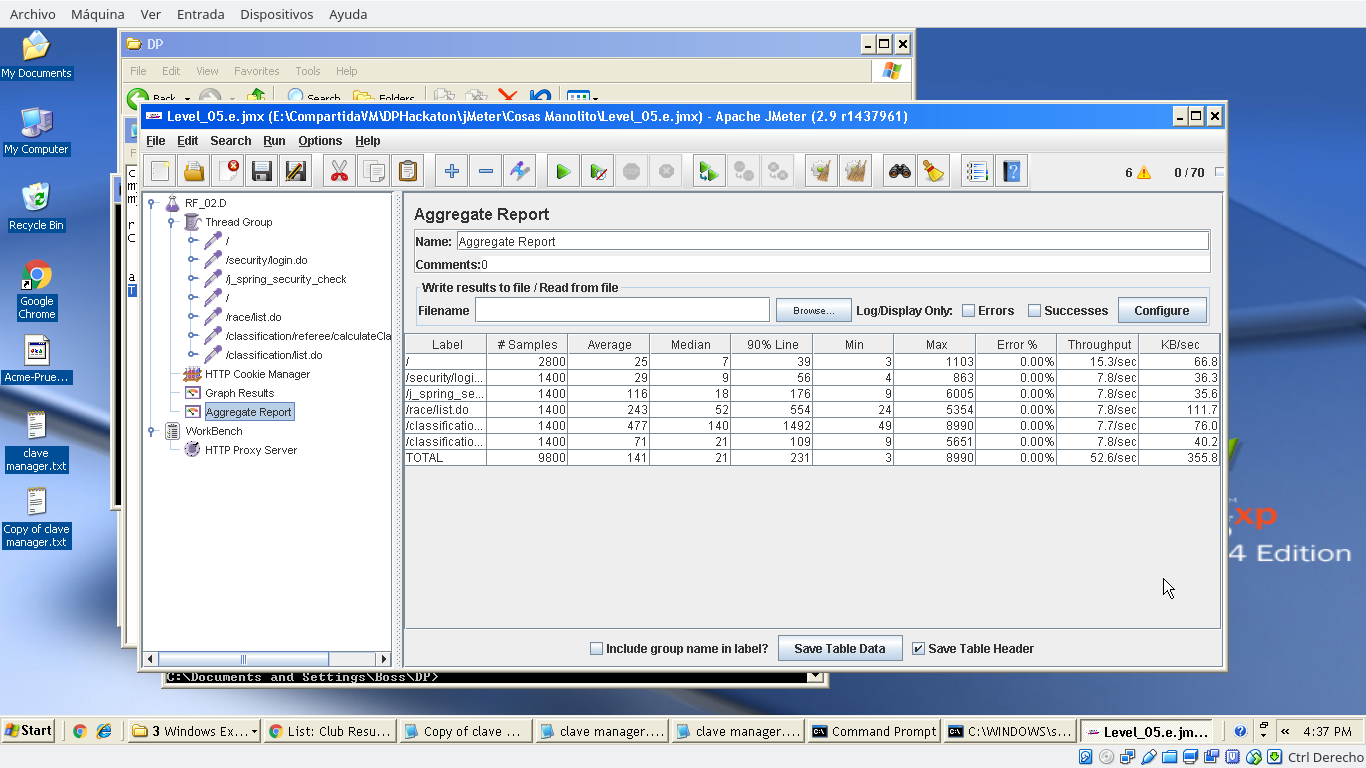 Archivo Máquina Ver Entrada Dispositivos Ayuda
My Documents
My Computer
Recycle Bin
Google Chrome
Acme-Prue...
clave manager.txt
Copy of clave manager.txt
DP
File Edit View Favorites Tools Help
Back Search Folders
Level_05.e.jmx (E:\CompartidaVM\DPHackaton\jMeter\Cosas Manolito\Level_05.e.jmx) - Apache JMeter (2.9 r1437961)
File Edit Search Run Options Help
6 0 / 70
RF_02.D
Thread Group
/
/security/login.do
/j_spring_security_check
/
/race/list.do
/classification/referee/calculateCla
/classification/list.do
HTTP Cookie Manager
Graph Results
Aggregate Report
WorkBench
HTTP Proxy Server
Aggregate Report
Name: Aggregate Report
Comments: 0
Write results to file / Read from file
Filename Browse... Log/Display Only: Errors Successes Configure
Label # Samples Average Median 90% Line Min Max Error % Throughput KB/sec
/ 2800 25 7 39 3 1103 0.00% 15.3/sec 66.8
/security/logi... 1400 29 9 56 4 863 0.00% 7.8/sec 36.3
/j_spring_se... 1400 116 18 176 9 6005 0.00% 7.8/sec 35.6
/race/list.do 1400 243 52 554 24 5354 0.00% 7.8/sec 111.7
/classificatio... 1400 477 140 1492 49 8990 0.00% 7.7/sec 76.0
/classificatio... 1400 71 21 109 9 5651 0.00% 7.8/sec 40.2
TOTAL 9800 141 21 231 3 8990 0.00% 52.6/sec 355.8
Include group name in label? Save Table Data Save Table Header
xp
4 Edition
C:\Documents and Settings\Boss\DP>
Start 3 Windows Ex... List: Club Resu... Copy of clave ... clave manager.... clave manager.... Command Prompt C:\WINDOWS\s... Level_05.e.jm... 4:37 PM
Ctrl Derecho